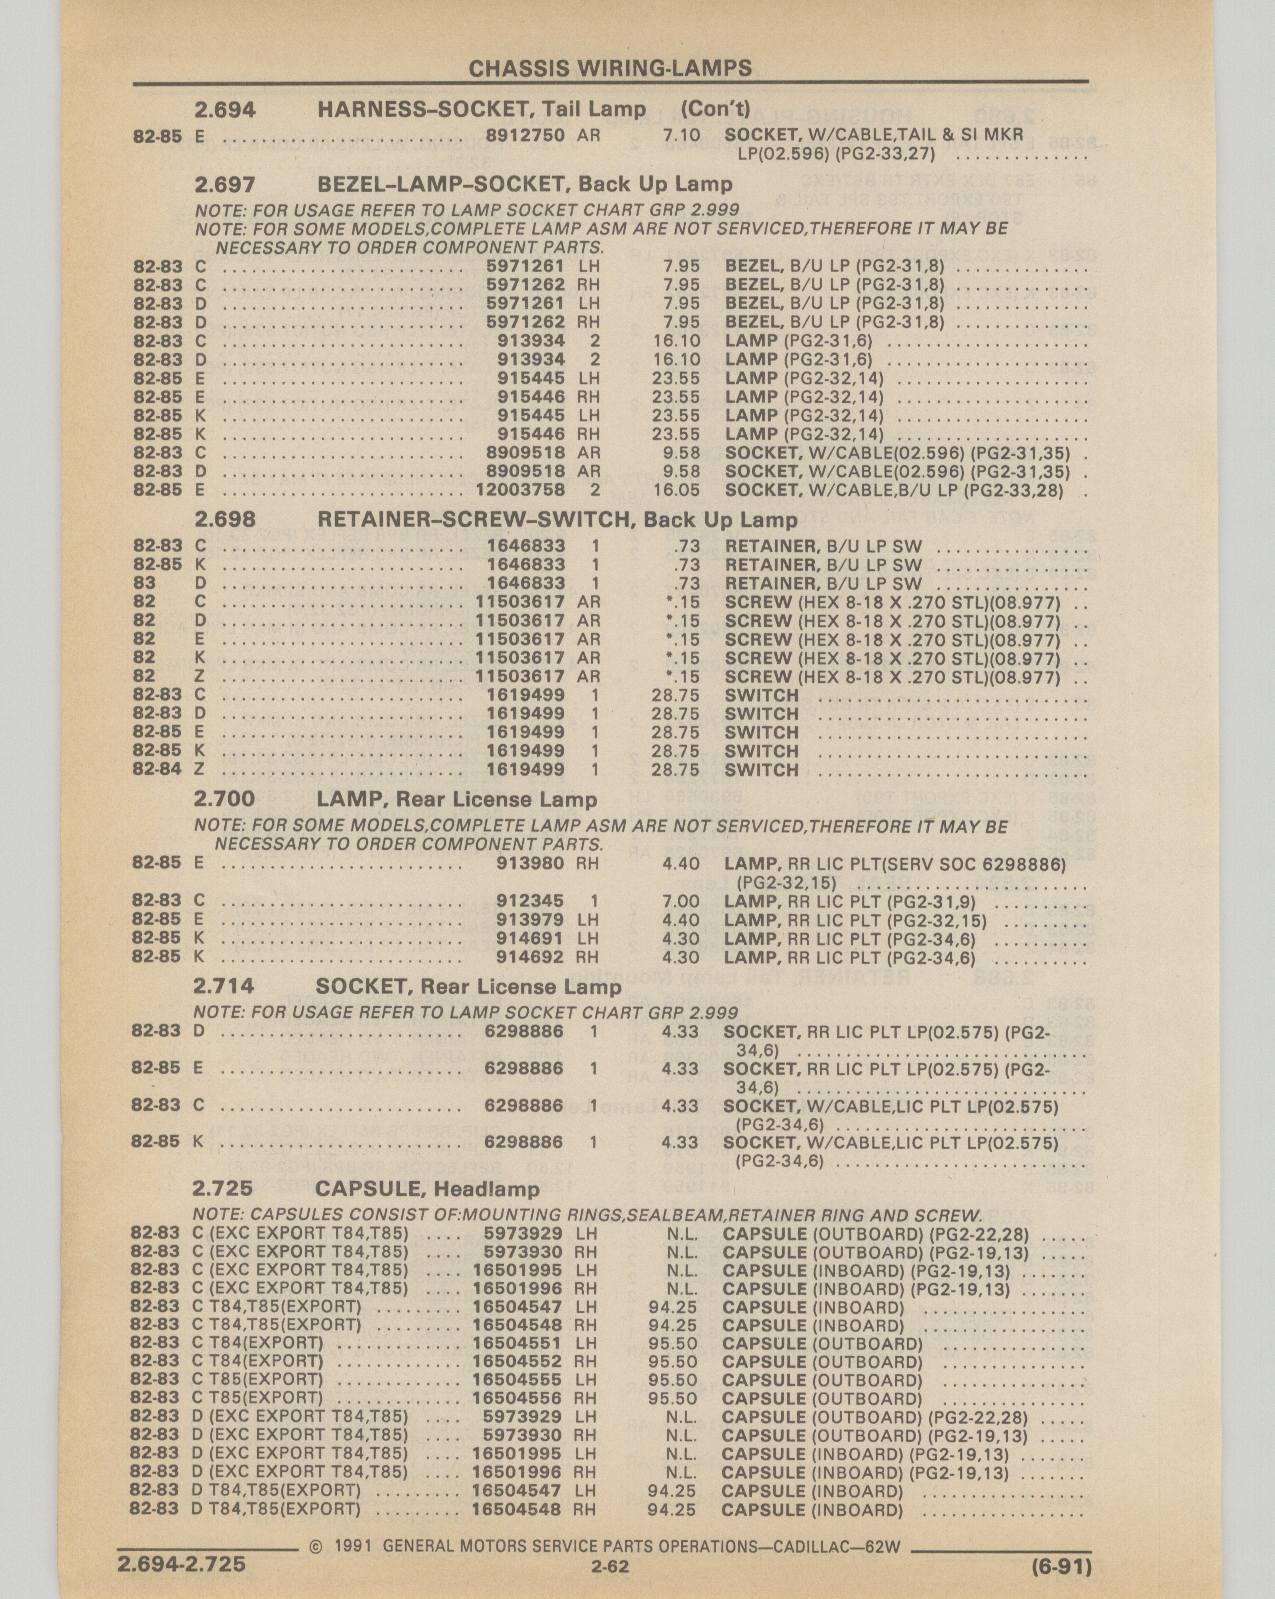 CHASSIS WIRING-LAMPS
2.694 HARNESS–SOCKET, Tail Lamp (Con't)
82-85 E ......................... 8912750 AR 7.10 SOCKET, W/CABLE,TAIL & SI MKR
LP(02.596) (PG2-33,27) ..............
2.697 BEZEL–LAMP–SOCKET, Back Up Lamp
NOTE: FOR USAGE REFER TO LAMP SOCKET CHART GRP 2.999
NOTE: FOR SOME MODELS,COMPLETE LAMP ASM ARE NOT SERVICED,THEREFORE IT MAY BE
NECESSARY TO ORDER COMPONENT PARTS.
82-83 C ......................... 5971261 LH 7.95 BEZEL, B/U LP (PG2-31,8) ..............
82-83 C ......................... 5971262 RH 7.95 BEZEL, B/U LP (PG2-31,8) ..............
82-83 D ......................... 5971261 LH 7.95 BEZEL, B/U LP (PG2-31,8) ..............
82-83 D ......................... 5971262 RH 7.95 BEZEL, B/U LP (PG2-31,8) ..............
82-83 C ......................... 913934 2 16.10 LAMP (PG2-31,6) .....................
82-83 D ......................... 913934 2 16.10 LAMP (PG2-31,6) .....................
82-85 E ......................... 915445 LH 23.55 LAMP (PG2-32,14) ....................
82-85 E ......................... 915446 RH 23.55 LAMP (PG2-32,14) ....................
82-85 K ......................... 915445 LH 23.55 LAMP (PG2-32,14) ....................
82-85 K ......................... 915446 RH 23.55 LAMP (PG2-32,14) ....................
82-83 C ......................... 8909518 AR 9.58 SOCKET, W/CABLE(02.596) (PG2-31,35) .
82-83 D ......................... 8909518 AR 9.58 SOCKET, W/CABLE(02.596) (PG2-31,35) .
82-85 E ......................... 12003758 2 16.05 SOCKET, W/CABLE,B/U LP (PG2-33,28) .
2.698 RETAINER–SCREW–SWITCH, Back Up Lamp
82-83 C ......................... 1646833 1 .73 RETAINER, B/U LP SW ................
82-85 K ......................... 1646833 1 .73 RETAINER, B/U LP SW ................
83 D ......................... 1646833 1 .73 RETAINER, B/U LP SW ................
82 C ......................... 11503617 AR *.15 SCREW (HEX 8-18 X .270 STL)(08.977) ..
82 D ......................... 11503617 AR *.15 SCREW (HEX 8-18 X .270 STL)(08.977) ..
82 E ......................... 11503617 AR *.15 SCREW (HEX 8-18 X .270 STL)(08.977) ..
82 K ......................... 11503617 AR *.15 SCREW (HEX 8-18 X .270 STL)(08.977) ..
82 Z ......................... 11503617 AR *.15 SCREW (HEX 8-18 X .270 STL)(08.977) ..
82-83 C ......................... 1619499 1 28.75 SWITCH ............................
82-83 D ......................... 1619499 1 28.75 SWITCH ............................
82-85 E ......................... 1619499 1 28.75 SWITCH ............................
82-85 K ......................... 1619499 1 28.75 SWITCH ............................
82-84 Z ......................... 1619499 1 28.75 SWITCH ............................
2.700 LAMP, Rear License Lamp
NOTE: FOR SOME MODELS,COMPLETE LAMP ASM ARE NOT SERVICED,THEREFORE IT MAY BE
NECESSARY TO ORDER COMPONENT PARTS.
82-85 E ......................... 913980 RH 4.40 LAMP, RR LIC PLT(SERV SOC 6298886)
(PG2-32,15) ........................
82-83 C ......................... 912345 1 7.00 LAMP, RR LIC PLT (PG2-31,9) ..........
82-85 E ......................... 913979 LH 4.40 LAMP, RR LIC PLT (PG2-32,15) .........
82-85 K ......................... 914691 LH 4.30 LAMP, RR LIC PLT (PG2-34,6) ..........
82-85 K ......................... 914692 RH 4.30 LAMP, RR LIC PLT (PG2-34,6) ..........
2.714 SOCKET, Rear License Lamp
NOTE: FOR USAGE REFER TO LAMP SOCKET CHART GRP 2.999
82-83 D ......................... 6298886 1 4.33 SOCKET, RR LIC PLT LP(02.575) (PG2-
34,6) ..............................
82-85 E ......................... 6298886 1 4.33 SOCKET, RR LIC PLT LP(02.575) (PG2-
34,6) ..............................
82-83 C ......................... 6298886 1 4.33 SOCKET, W/CABLE,LIC PLT LP(02.575)
(PG2-34,6) ..........................
82-85 K ......................... 6298886 1 4.33 SOCKET, W/CABLE,LIC PLT LP(02.575)
(PG2-34,6) ..........................
2.725 CAPSULE, Headlamp
NOTE: CAPSULES CONSIST OF:MOUNTING RINGS,SEALBEAM,RETAINER RING AND SCREW.
82-83 C (EXC EXPORT T84,T85) .... 5973929 LH N.L. CAPSULE (OUTBOARD) (PG2-22,28) .....
82-83 C (EXC EXPORT T84,T85) .... 5973930 RH N.L. CAPSULE (OUTBOARD) (PG2-19,13) .....
82-83 C (EXC EXPORT T84,T85) .... 16501995 LH N.L. CAPSULE (INBOARD) (PG2-19,13) .......
82-83 C (EXC EXPORT T84,T85) .... 16501996 RH N.L. CAPSULE (INBOARD) (PG2-19,13) .......
82-83 C T84,T85(EXPORT) ......... 16504547 LH 94.25 CAPSULE (INBOARD) .................
82-83 C T84,T85(EXPORT) ......... 16504548 RH 94.25 CAPSULE (INBOARD) .................
82-83 C T84(EXPORT) ............. 16504551 LH 95.50 CAPSULE (OUTBOARD) ...............
82-83 C T84(EXPORT) ............. 16504552 RH 95.50 CAPSULE (OUTBOARD) ...............
82-83 C T85(EXPORT) ............. 16504555 LH 95.50 CAPSULE (OUTBOARD) ...............
82-83 C T85(EXPORT) ............. 16504556 RH 95.50 CAPSULE (OUTBOARD) ...............
82-83 D (EXC EXPORT T84,T85) .... 5973929 LH N.L. CAPSULE (OUTBOARD) (PG2-22,28) .....
82-83 D (EXC EXPORT T84,T85) .... 5973930 RH N.L. CAPSULE (OUTBOARD) (PG2-19,13) .....
82-83 D (EXC EXPORT T84,T85) .... 16501995 LH N.L. CAPSULE (INBOARD) (PG2-19,13) .......
82-83 D (EXC EXPORT T84,T85) .... 16501996 RH N.L. CAPSULE (INBOARD) (PG2-19,13) .......
82-83 D T84,T85(EXPORT) ......... 16504547 LH 94.25 CAPSULE (INBOARD) .................
82-83 D T84,T85(EXPORT) ......... 16504548 RH 94.25 CAPSULE (INBOARD) .................
© 1991 GENERAL MOTORS SERVICE PARTS OPERATIONS—CADILLAC—62W
2.694-2.725 2-62 (6-91)